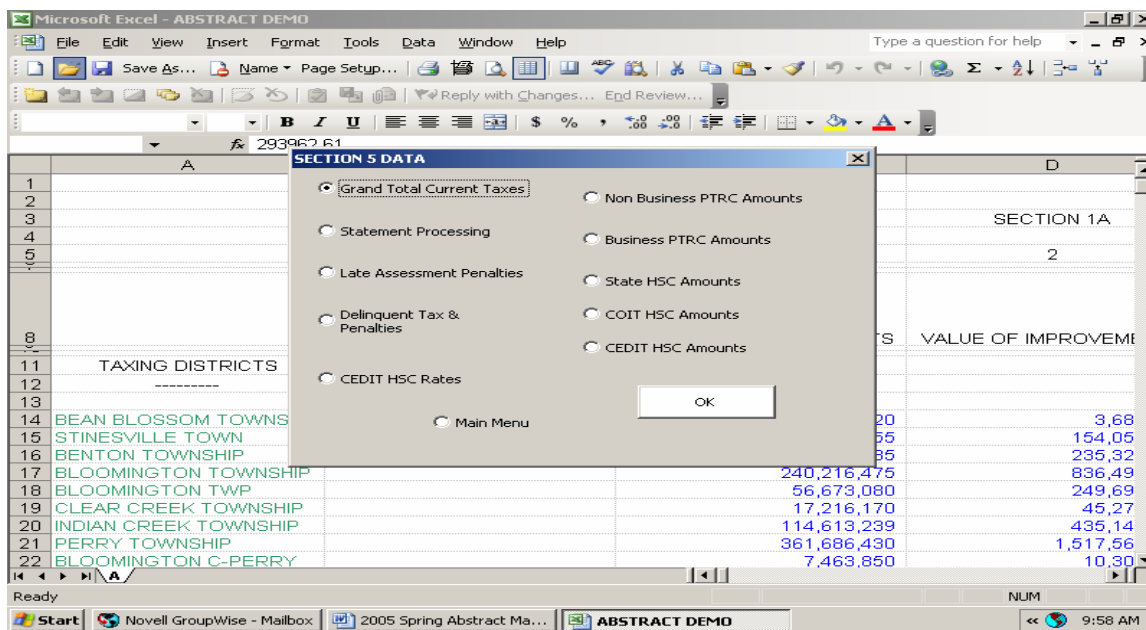 Microsoft Excel - ABSTRACT DEMO
File Edit View Insert Format Tools Data Window Help Type a question for help
Save As... Name Page Setup...
Reply with Changes... End Review...
B I U $ % ,
fx 293962.61
SECTION 5 DATA
Grand Total Current Taxes
Statement Processing
Late Assessment Penalties
Delinquent Tax &
Penalties
CEDIT HSC Rates
Main Menu
Non Business PTRC Amounts
Business PTRC Amounts
State HSC Amounts
COIT HSC Amounts
CEDIT HSC Amounts
OK
A D
1
2
3 SECTION 1A
4
5 2
8 S VALUE OF IMPROVEME
11 TAXING DISTRICTS
12 ---------
13
14 BEAN BLOSSOM TOWNS 20 3,68
15 STINESVILLE TOWN 55 154,05
16 BENTON TOWNSHIP 85 235,32
17 BLOOMINGTON TOWNSHIP 240,216,475 836,49
18 BLOOMINGTON TWP 56,673,080 249,69
19 CLEAR CREEK TOWNSHIP 17,216,170 45,27
20 INDIAN CREEK TOWNSHIP 114,613,239 435,14
21 PERRY TOWNSHIP 361,686,430 1,517,56
22 BLOOMINGTON C-PERRY 7,463,850 10,30
A
Ready NUM
Start Novell GroupWise - Mailbox 2005 Spring Abstract Ma... ABSTRACT DEMO 9:58 AM